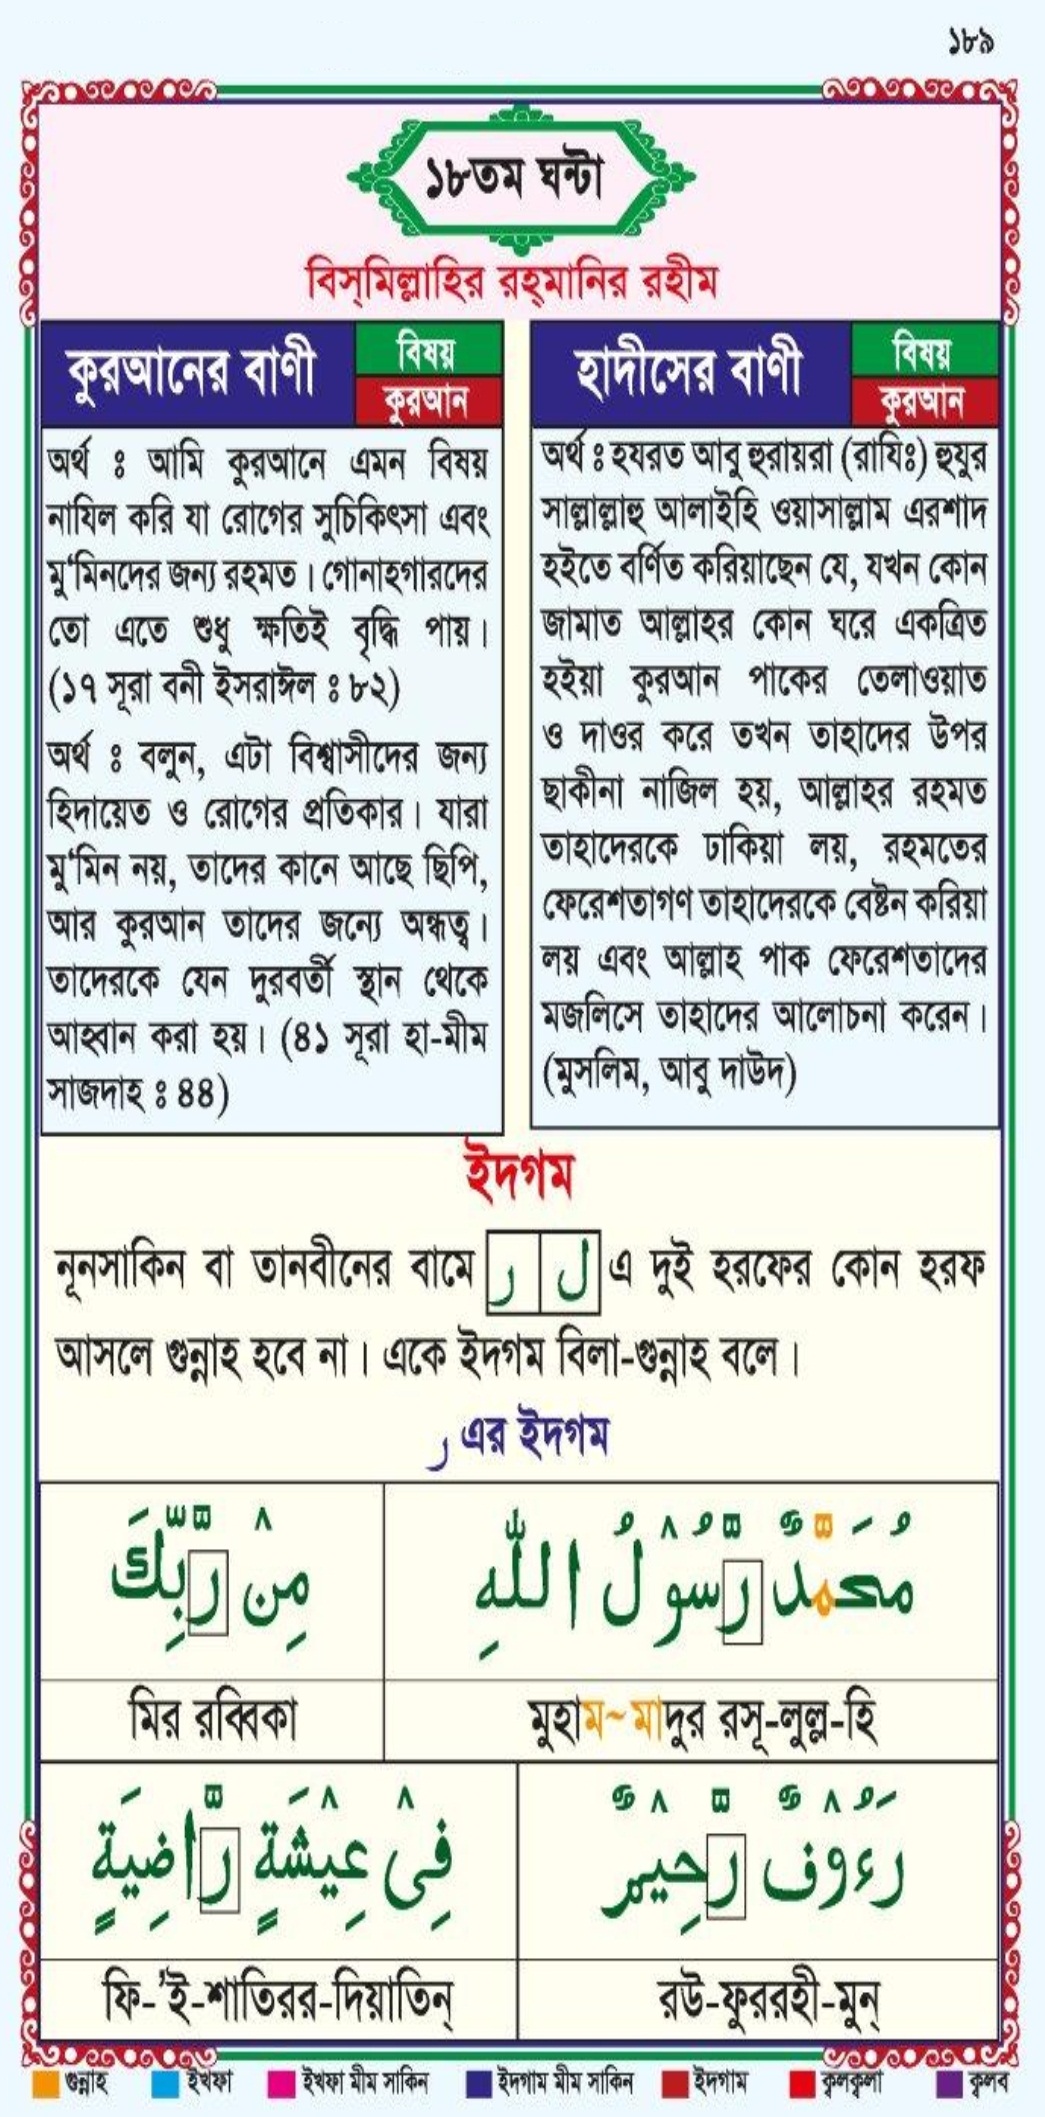 ১৮৯
১৮তম ঘন্টা
বিস্‌মিল্লাহির রহ্‌মানির রহীম
কুরআনের বাণী
বিষয়
কুরআন
অর্থ ঃ আমি কুরআনে এমন বিষয়
নাযিল করি যা রোগের সুচিকিৎসা এবং
মু‘মিনদের জন্য রহমত। গোনাহগারদের
তো এতে শুধু ক্ষতিই বৃদ্ধি পায়।
(১৭ সূরা বনী ইসরাঈল ঃ ৮২)
অর্থ ঃ বলুন, এটা বিশ্বাসীদের জন্য
হিদায়েত ও রোগের প্রতিকার। যারা
মু‘মিন নয়, তাদের কানে আছে ছিপি,
আর কুরআন তাদের জন্যে অন্ধত্ব।
তাদেরকে যেন দুরবর্তী স্থান থেকে
আহ্বান করা হয়। (৪১ সূরা হা-মীম
সাজদাহ ঃ ৪৪)
হাদীসের বাণী
বিষয়
কুরআন
অর্থ ঃ হযরত আবু হুরায়রা (রাযিঃ) হুযুর
সাল্লাল্লাহু আলাইহি ওয়াসাল্লাম এরশাদ
হইতে বর্ণিত করিয়াছেন যে, যখন কোন
জামাত আল্লাহর কোন ঘরে একত্রিত
হইয়া কুরআন পাকের তেলাওয়াত
ও দাওর করে তখন তাহাদের উপর
ছাকীনা নাজিল হয়, আল্লাহর রহমত
তাহাদেরকে ঢাকিয়া লয়, রহমতের
ফেরেশতাগণ তাহাদেরকে বেষ্টন করিয়া
লয় এবং আল্লাহ পাক ফেরেশতাদের
মজলিসে তাহাদের আলোচনা করেন।
(মুসলিম, আবু দাউদ)
ইদগম
নূনসাকিন বা তানবীনের বামে ر ل এ দুই হরফের কোন হরফ
আসলে গুন্নাহ হবে না। একে ইদগম বিলা-গুন্নাহ বলে।
ر এর ইদগম
مُحَمَّدٌ رَّسُوْلُ اللّٰهِ
مِنْ رَّبِّكَ
মুহাম~মাদুর রসূ-লুল্ল-হি
মির রব্বিকা
رَءُوْفٌ رَّحِيْمٌ
فِىْ عِيْشَةٍ رَّاضِيَةٍ
রউ-ফুররহী-মুন্
ফি-'ই-শাতিরর-দিয়াতিন্
গুন্নাহ ইখফা ইখফা মীম সাকিন ইদগাম মীম সাকিন ইদগাম ক্বলক্বলা ক্বলব